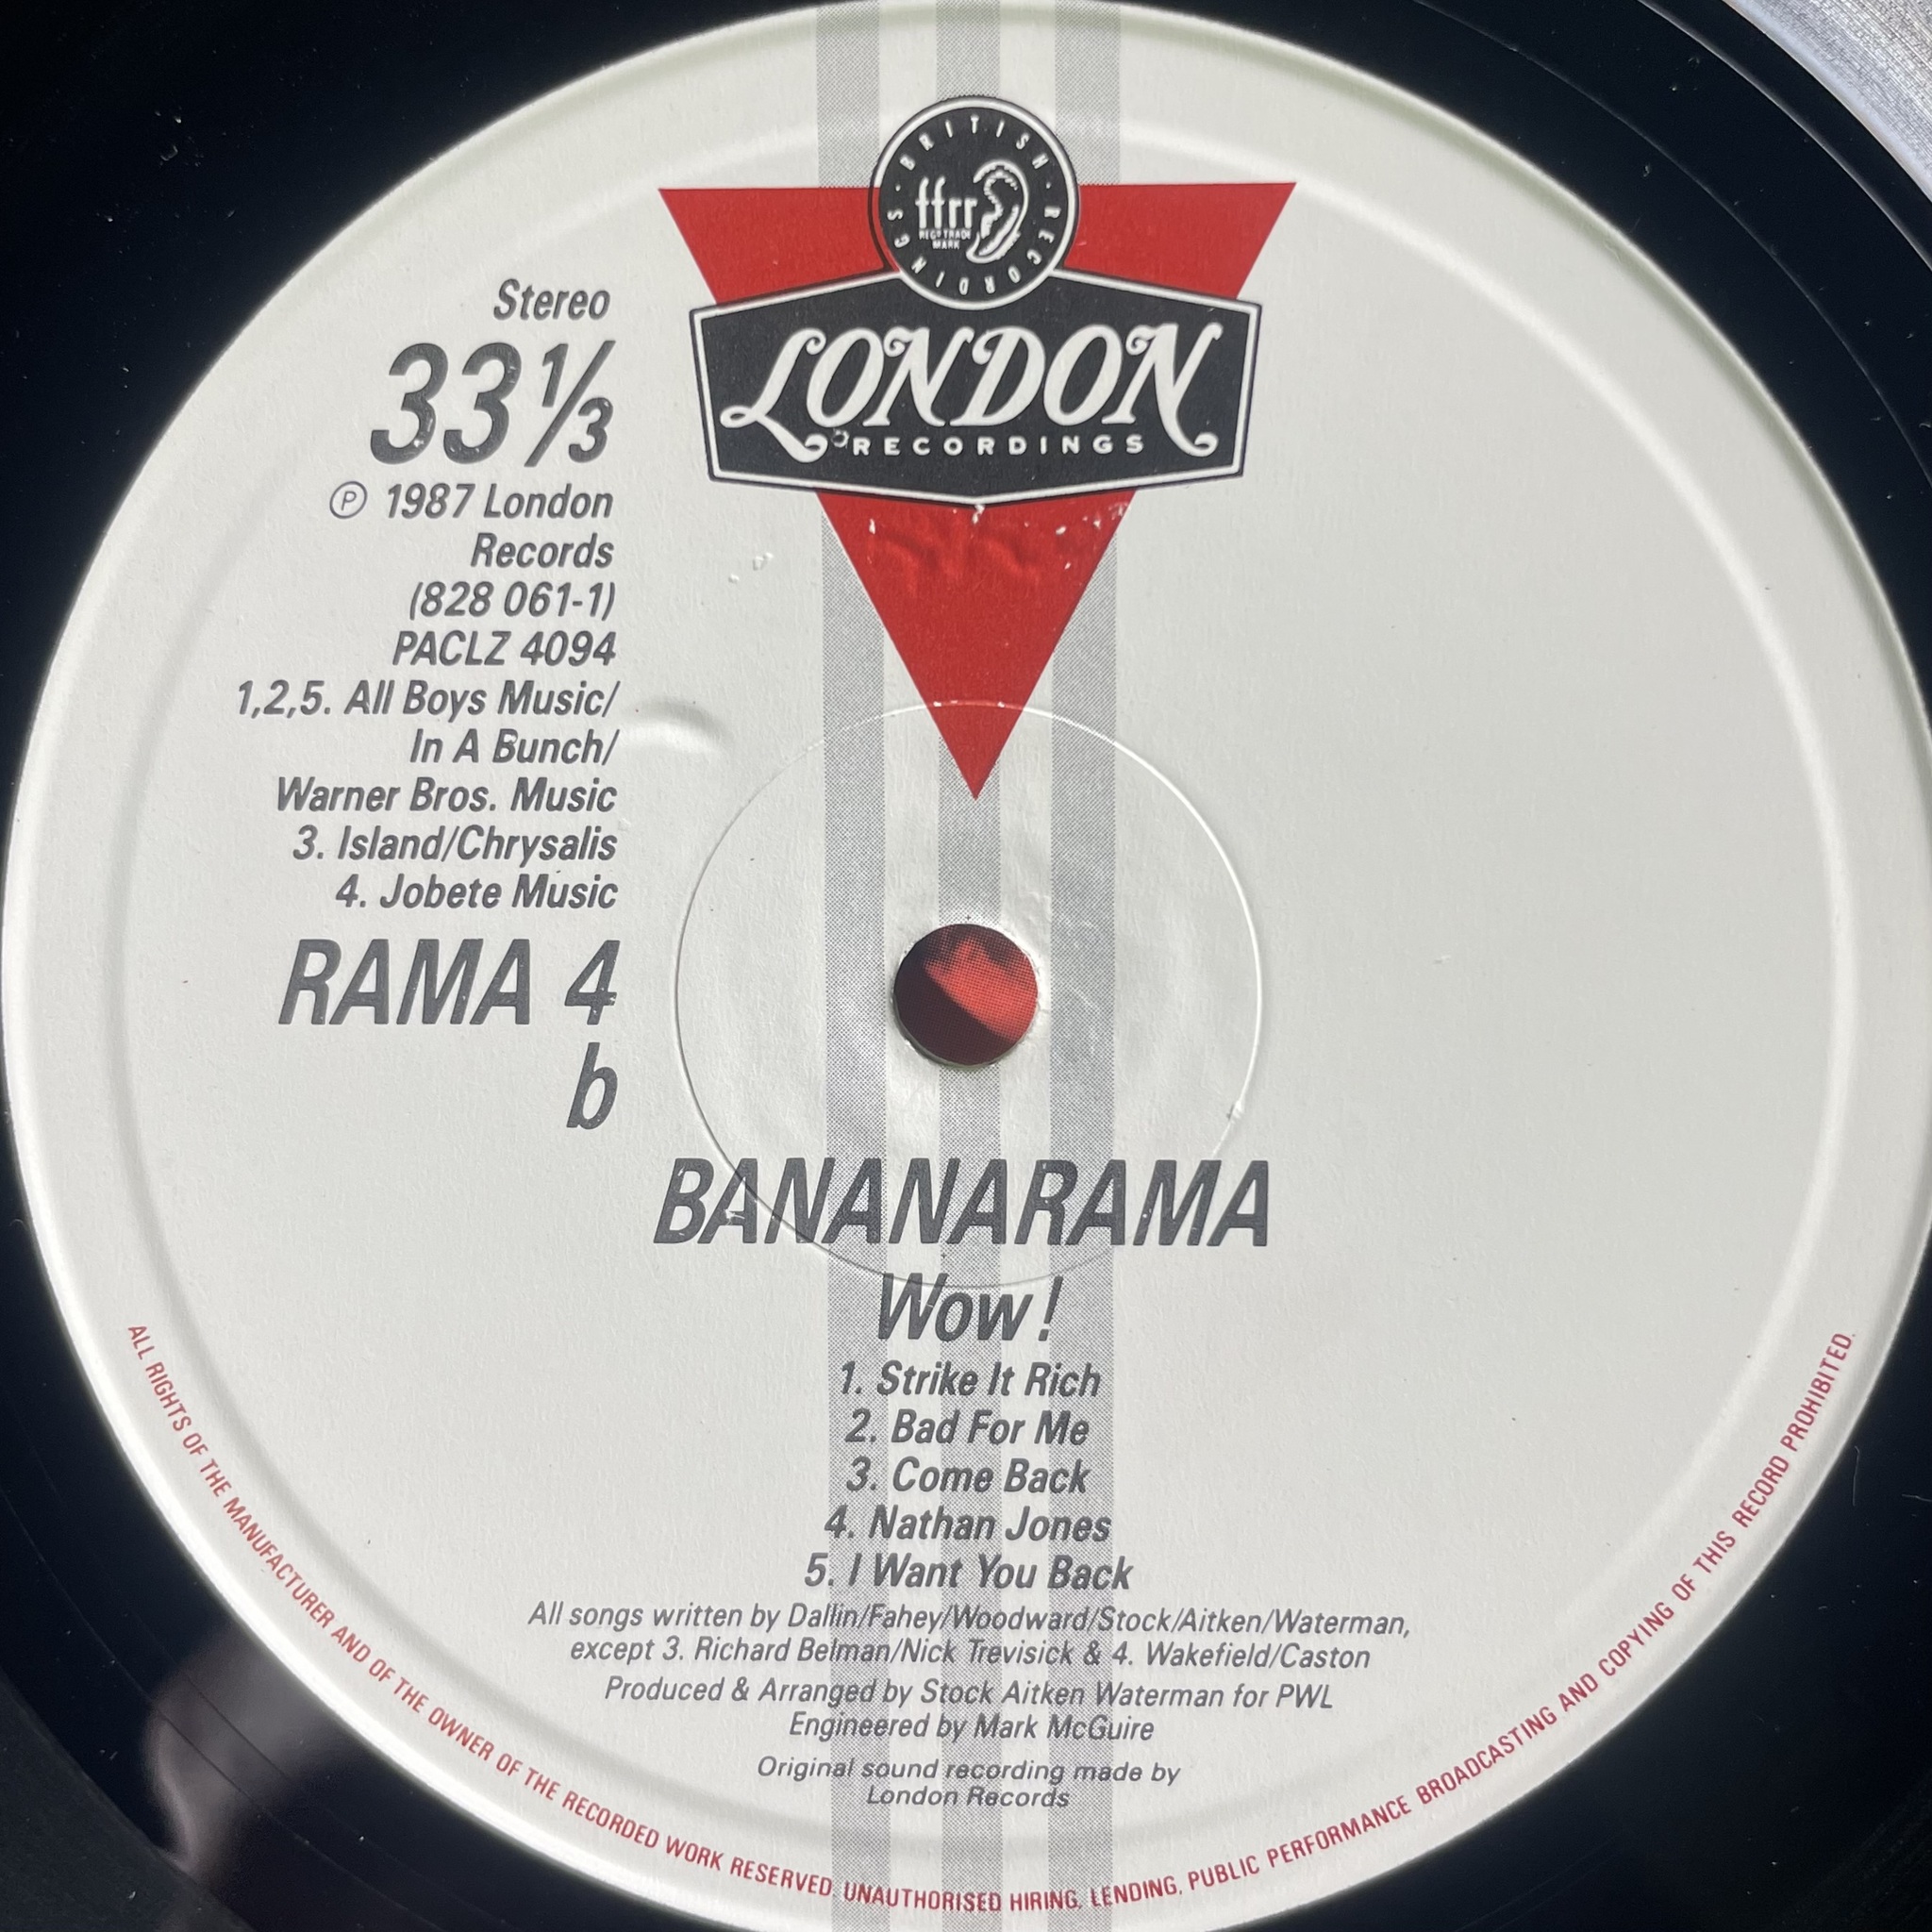 BRITISH RECORDINGS
ffrr
REGD TRADE
MARK
LONDON
RECORDINGS
Stereo
33 1/3
℗ 1987 London
Records
(828 061-1)
PACLZ 4094
1,2,5. All Boys Music/
In A Bunch/
Warner Bros. Music
3. Island/Chrysalis
4. Jobete Music
RAMA 4
b
BANANARAMA
Wow!
1. Strike It Rich
2. Bad For Me
3. Come Back
4. Nathan Jones
5. I Want You Back
All songs written by Dallin/Fahey/Woodward/Stock/Aitken/Waterman,
except 3. Richard Belman/Nick Trevisick & 4. Wakefield/Caston
Produced & Arranged by Stock Aitken Waterman for PWL
Engineered by Mark McGuire
Original sound recording made by
London Records
ALL RIGHTS OF THE MANUFACTURER AND OF THE OWNER OF THE RECORDED WORK RESERVED. UNAUTHORISED HIRING, LENDING, PUBLIC PERFORMANCE BROADCASTING AND COPYING OF THIS RECORD PROHIBITED.